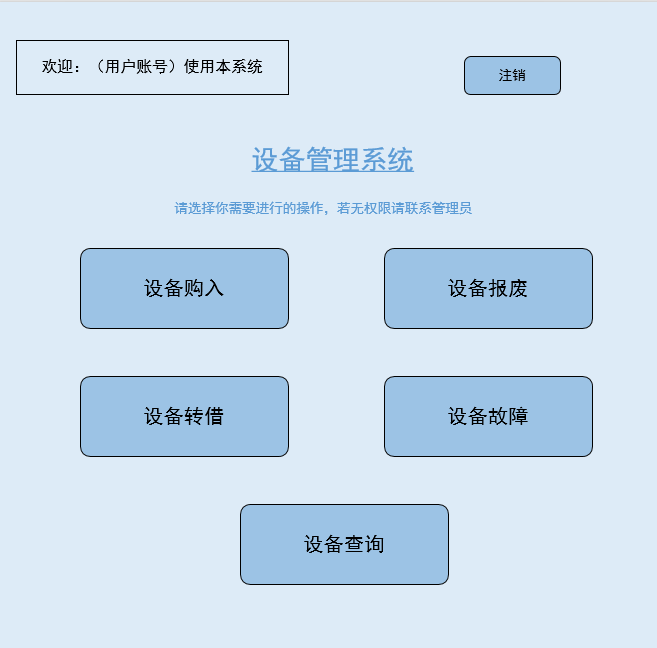 欢迎：（用户账号）使用本系统
注销
设备管理系统
请选择你需要进行的操作，若无权限请联系管理员
设备购入
设备报废
设备转借
设备故障
设备查询